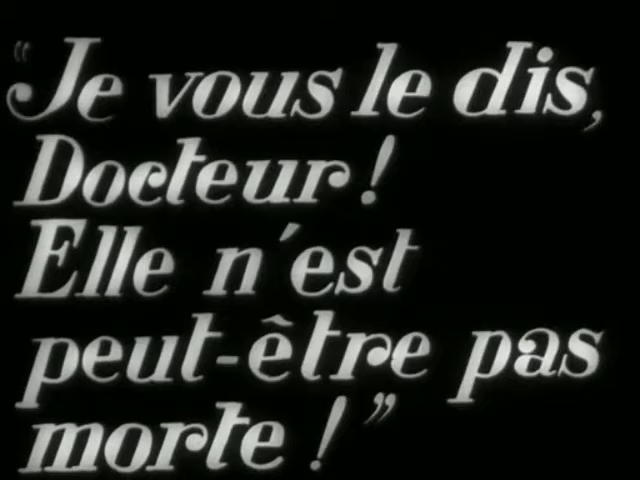 “Je vous le dis,
Docteur !
Elle n'est
peut-être pas
morte ! ”